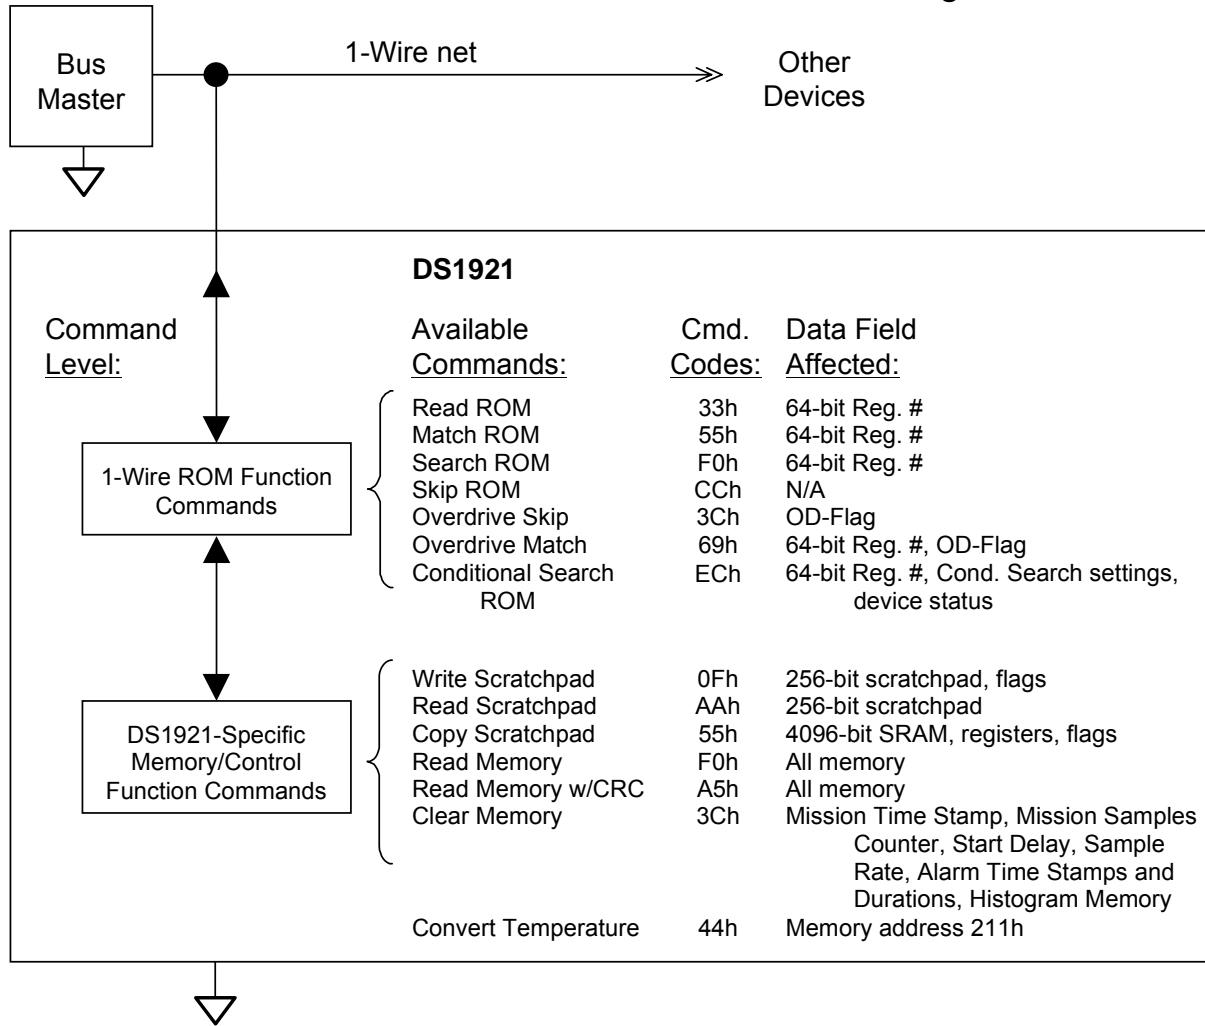 g
Bus
Master
1-Wire net
Other
Devices
DS1921
Command
Level:
Available
Commands:
Cmd.
Codes:
Data Field
Affected:
1-Wire ROM Function
Commands
Read ROM 33h 64-bit Reg. #
Match ROM 55h 64-bit Reg. #
Search ROM F0h 64-bit Reg. #
Skip ROM CCh N/A
Overdrive Skip 3Ch OD-Flag
Overdrive Match 69h 64-bit Reg. #, OD-Flag
Conditional Search ECh 64-bit Reg. #, Cond. Search settings,
ROM device status
DS1921-Specific
Memory/Control
Function Commands
Write Scratchpad 0Fh 256-bit scratchpad, flags
Read Scratchpad AAh 256-bit scratchpad
Copy Scratchpad 55h 4096-bit SRAM, registers, flags
Read Memory F0h All memory
Read Memory w/CRC A5h All memory
Clear Memory 3Ch Mission Time Stamp, Mission Samples
Counter, Start Delay, Sample
Rate, Alarm Time Stamps and
Durations, Histogram Memory
Convert Temperature 44h Memory address 211h